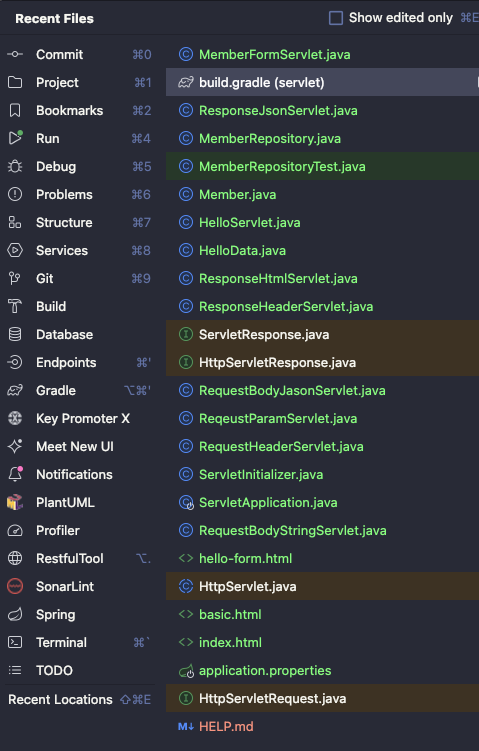 Recent Files
Show edited only ⌘E
Commit ⌘0
Project ⌘1
Bookmarks ⌘2
Run ⌘4
Debug ⌘5
Problems ⌘6
Structure ⌘7
Services ⌘8
Git ⌘9
Build
Database
Endpoints ⌘'
Gradle ⌥⌘'
Key Promoter X
Meet New UI
Notifications
PlantUML
Profiler
RestfulTool ⌥.
SonarLint
Spring
Terminal ⌘`
TODO
Recent Locations ⇧⌘E
MemberFormServlet.java
build.gradle (servlet)
ResponseJsonServlet.java
MemberRepository.java
MemberRepositoryTest.java
Member.java
HelloServlet.java
HelloData.java
ResponseHtmlServlet.java
ResponseHeaderServlet.java
ServletResponse.java
HttpServletResponse.java
RequestBodyJasonServlet.java
ReqeustParamServlet.java
RequestHeaderServlet.java
ServletInitializer.java
ServletApplication.java
RequestBodyStringServlet.java
hello-form.html
HttpServlet.java
basic.html
index.html
application.properties
HttpServletRequest.java
M↓ HELP.md